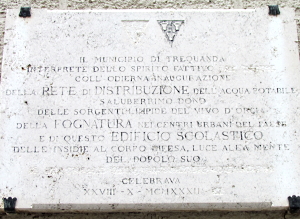 IL MUNICIPIO DI TREQUANDA
INTERPRETE DELLO SPIRITO FATTIVO
COLL'ODIERNA INAUGURAZIONE
DELLA RETE DI DISTRIBUZIONE DELL'ACQUA POTABILE
SALUBERRIMO DONO
DELLE SORGENTI LIMPIDE DEL VIVO D'ORCIA
DELLA FOGNATURA NEI CENTRI URBANI DEL PAESE
E DI QUESTO EDIFICIO SCOLASTICO
DELLE INSIDIE AL CORPO DIFESA, LUCE ALLA MENTE
DEL POPOLO SUO
CELEBRAVA
XXVIII - X - MCMXXXII